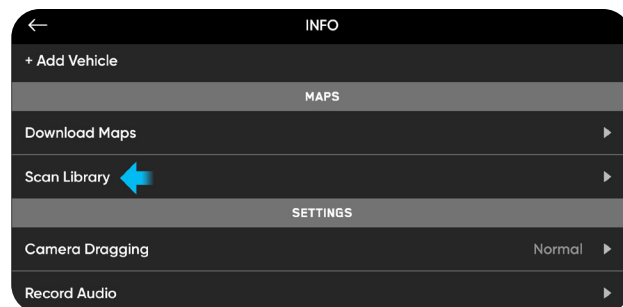 INFO
+ Add Vehicle
MAPS
Download Maps
Scan Library
SETTINGS
Camera Dragging Normal
Record Audio